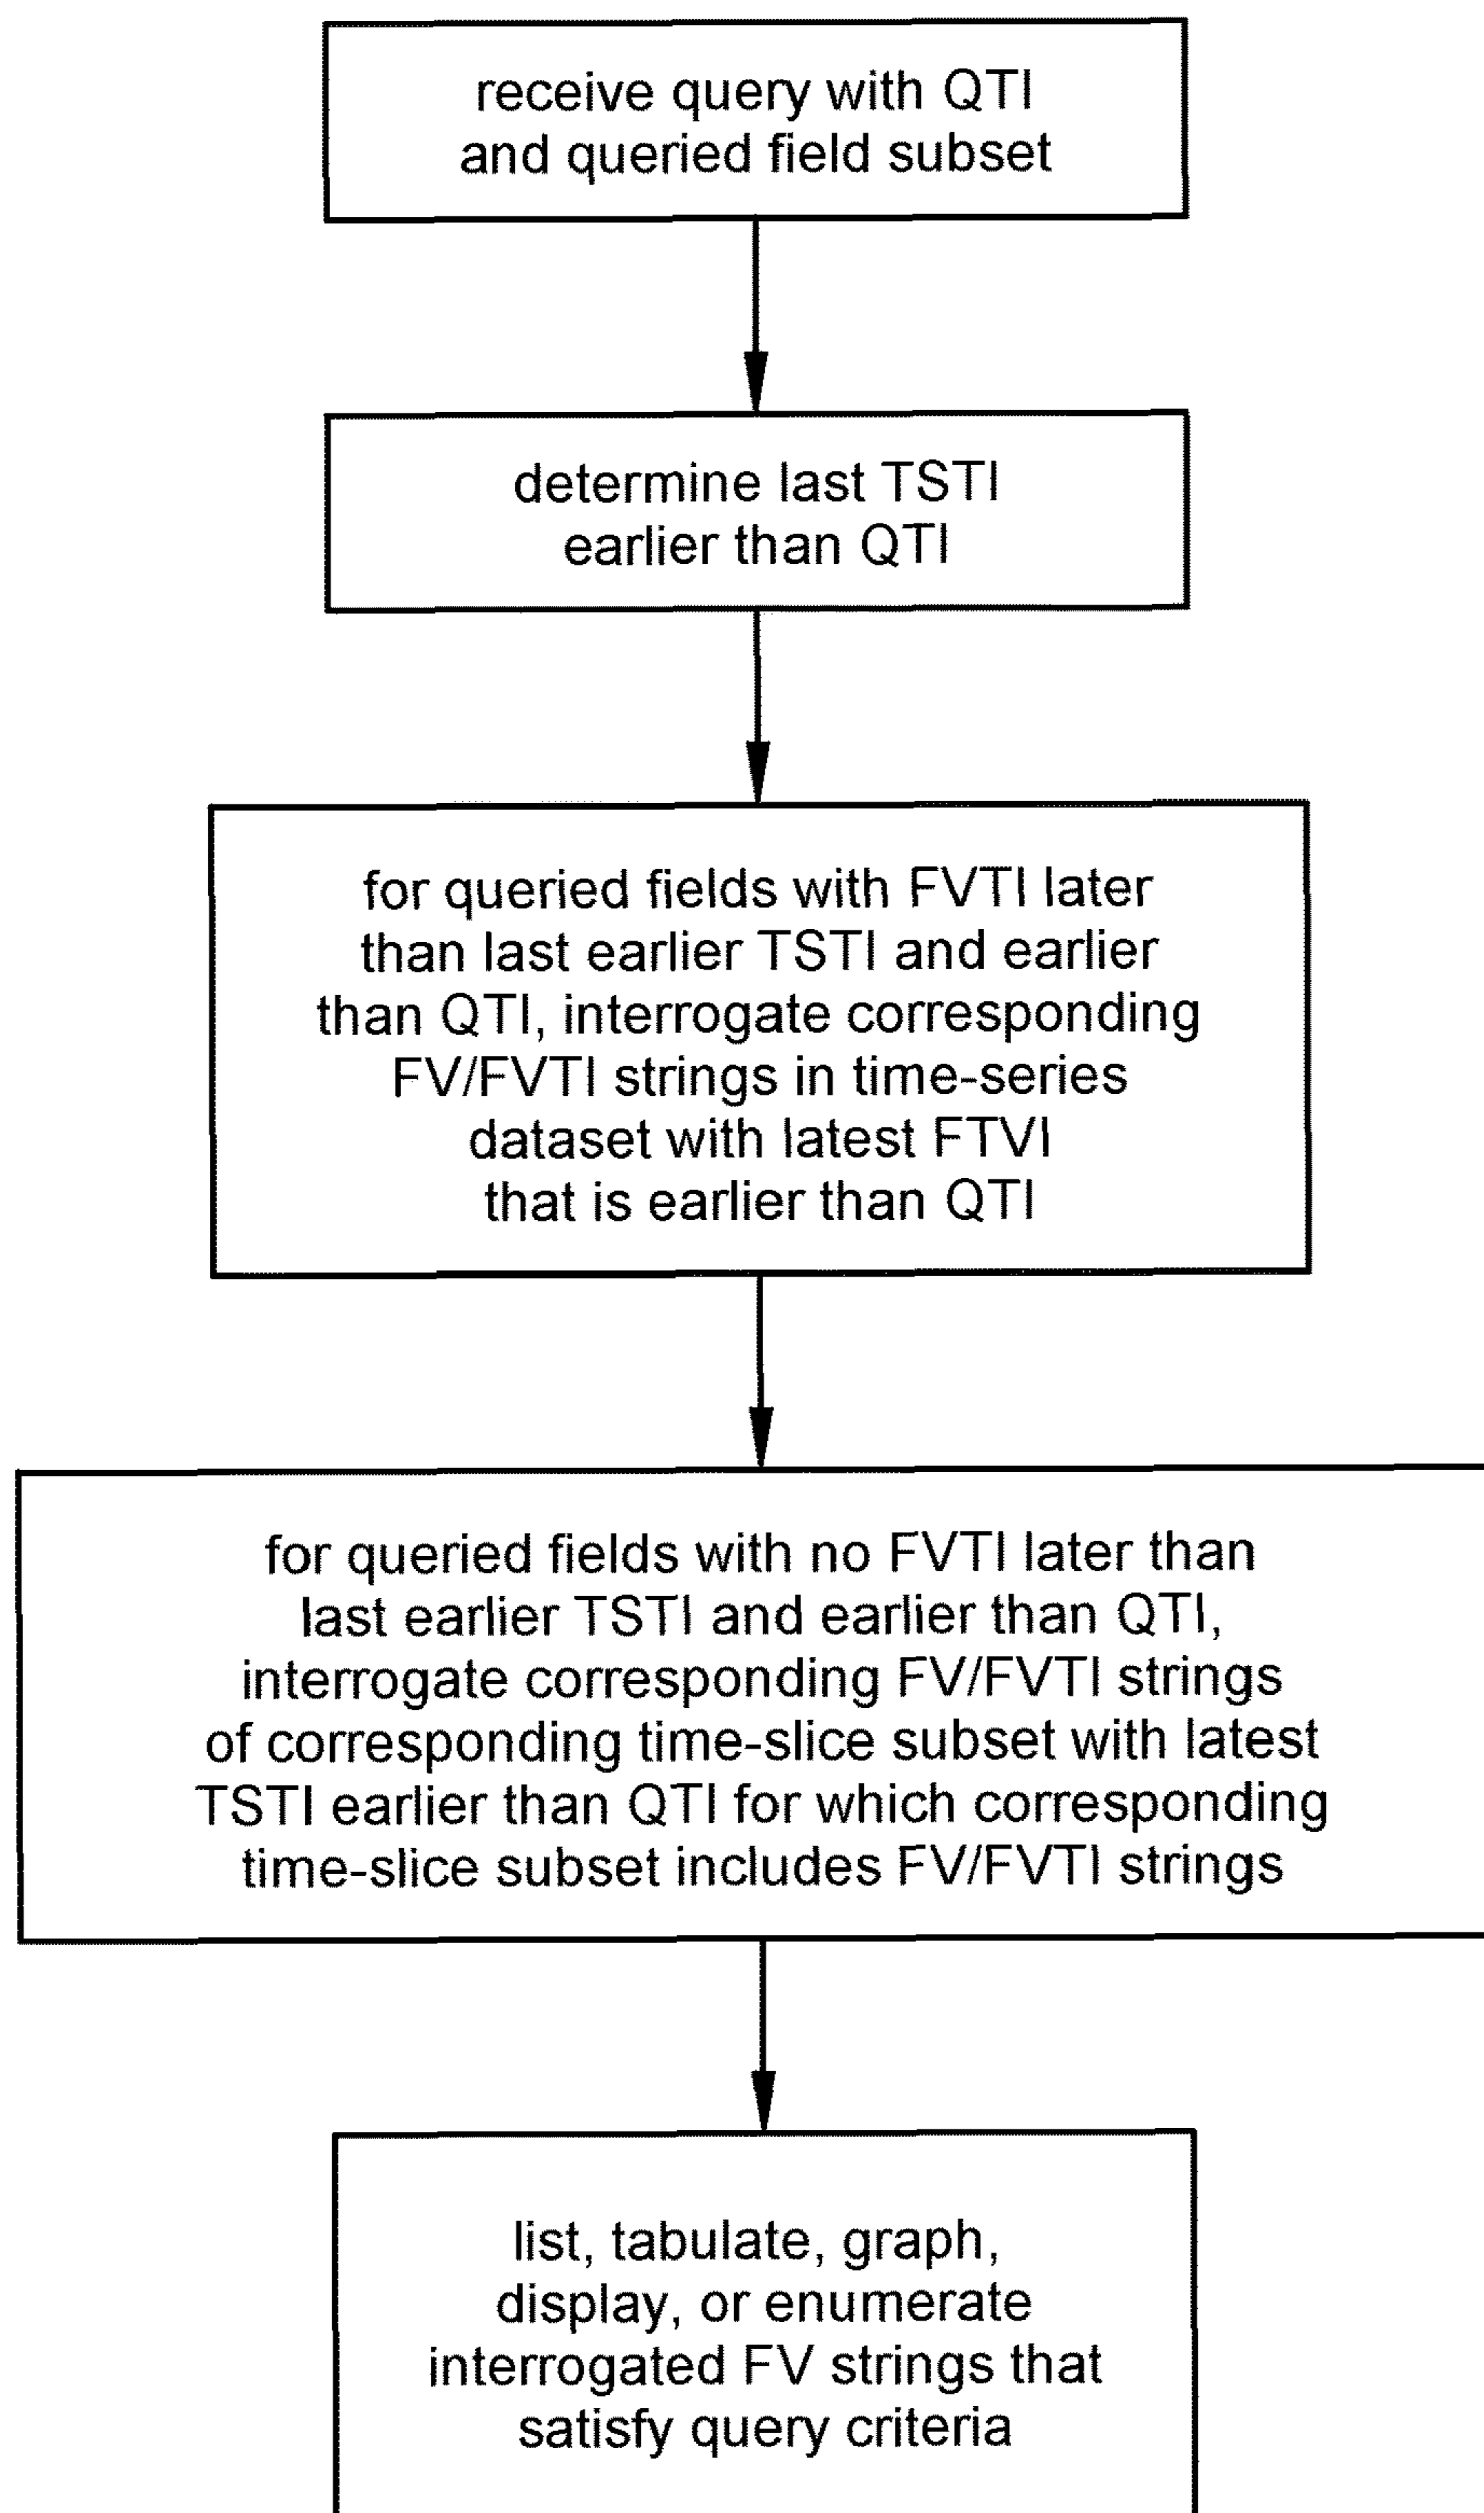 receive query with QTI
and queried field subset
determine last TSTI
earlier than QTI
for queried fields with FVTI later
than last earlier TSTI and earlier
than QTI, interrogate corresponding
FV/FVTI strings in time-series
dataset with latest FTVI
that is earlier than QTI
for queried fields with no FVTI later than
last earlier TSTI and earlier than QTI,
interrogate corresponding FV/FVTI strings
of corresponding time-slice subset with latest
TSTI earlier than QTI for which corresponding
time-slice subset includes FV/FVTI strings
list, tabulate, graph,
display, or enumerate
interrogated FV strings that
satisfy query criteria